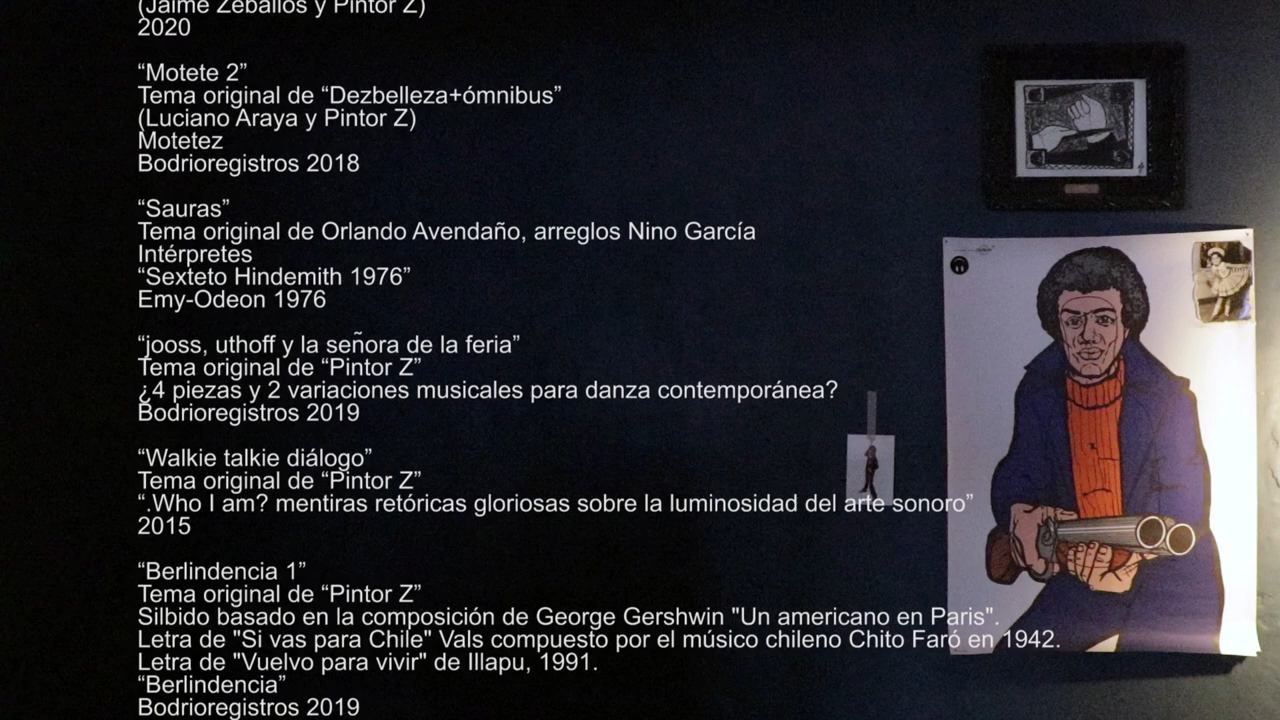 (Jaime Zeballos y Pintor Z)
2020
“Motete 2”
Tema original de “Dezbelleza+ómnibus”
(Luciano Araya y Pintor Z)
Motetez
Bodrioregistros 2018
“Sauras”
Tema original de Orlando Avendaño, arreglos Nino García
Intérpretes
“Sexteto Hindemith 1976”
Emy-Odeon 1976
“jooss, uthoff y la señora de la feria”
Tema original de “Pintor Z”
¿4 piezas y 2 variaciones musicales para danza contemporánea?
Bodrioregistros 2019
“Walkie talkie diálogo”
Tema original de “Pintor Z”
“.Who I am? mentiras retóricas gloriosas sobre la luminosidad del arte sonoro”
2015
“Berlindencia 1”
Tema original de “Pintor Z”
Silbido basado en la composición de George Gershwin "Un americano en Paris".
Letra de "Si vas para Chile" Vals compuesto por el músico chileno Chito Faró en 1942.
Letra de "Vuelvo para vivir" de Illapu, 1991.
“Berlindencia”
Bodrioregistros 2019